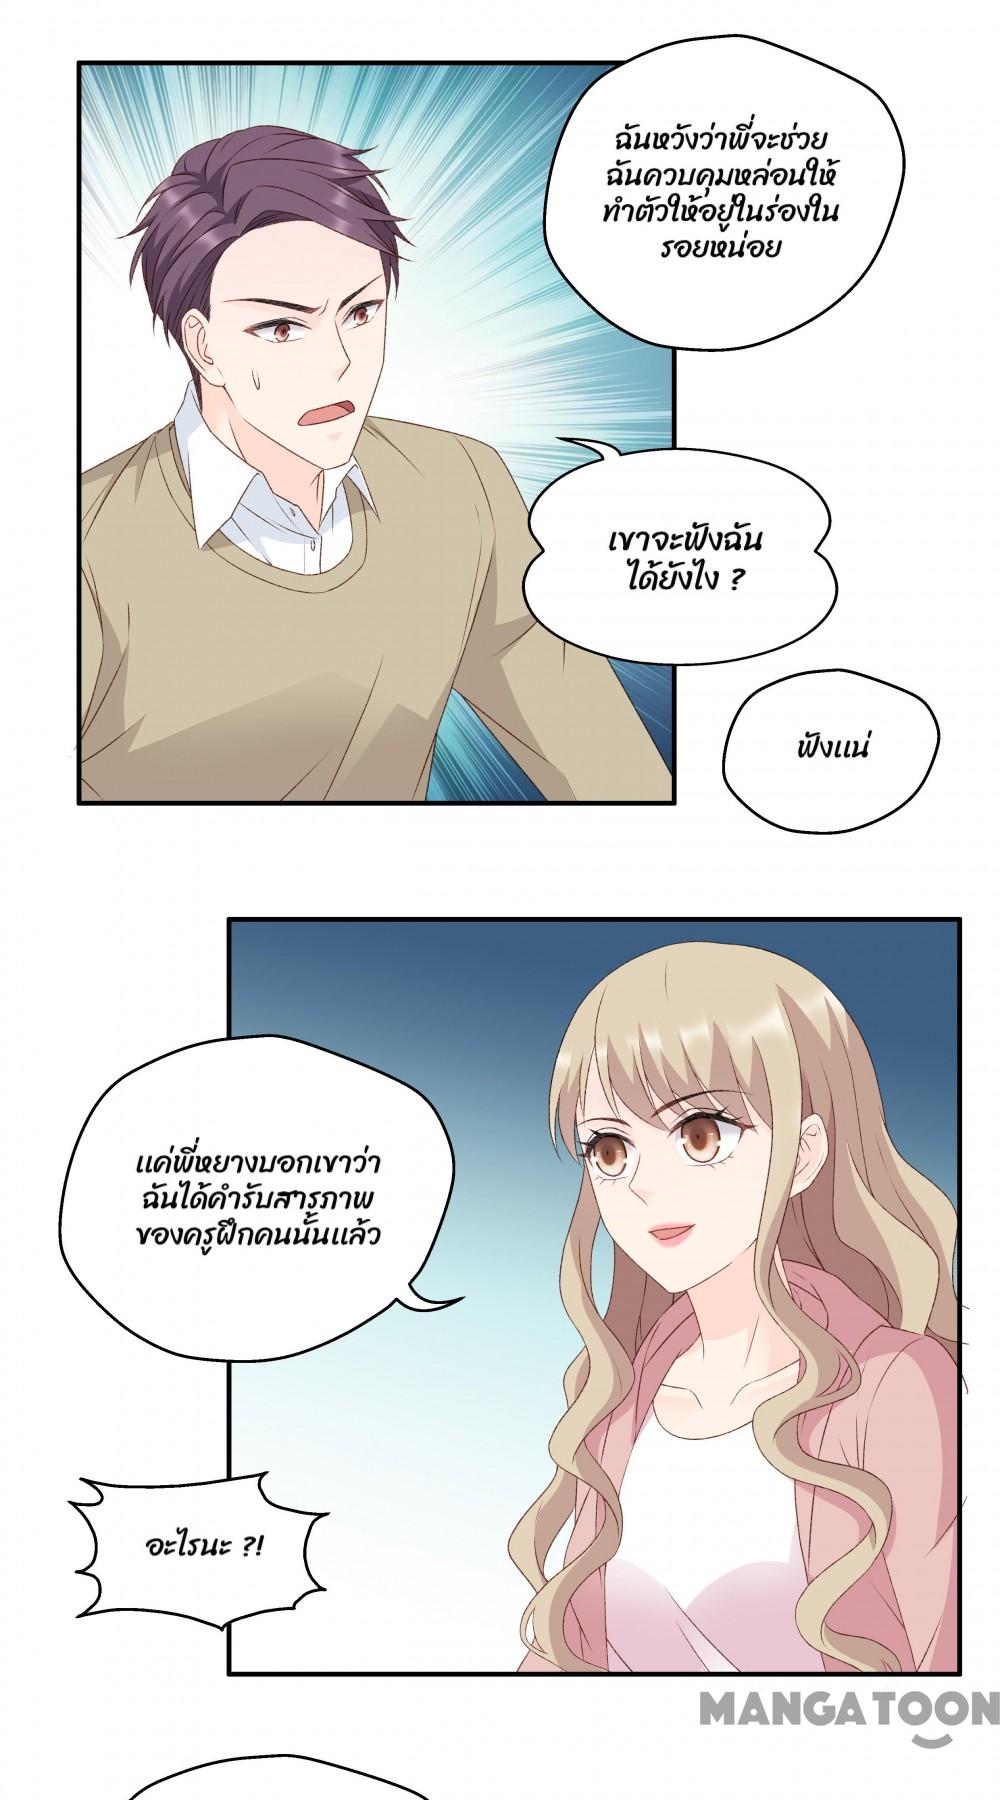 ฉันหวังว่าพี่จะช่วย
ฉันควบคุมหล่อนให้
ทำตัวให้อยู่ในร่องใน
รอยหน่อย
เขาจะฟังฉัน
ได้ยังไง ?
ฟังแน่
แค่พี่หยางบอกเขาว่า
ฉันได้คำรับสารภาพ
ของครูฝึกคนนั้นแล้ว
อะไรนะ ?!
MANGATOON